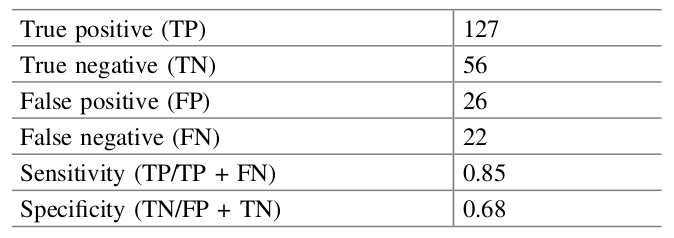 True positive (TP) 127
True negative (TN) 56
False positive (FP) 26
False negative (FN) 22
Sensitivity (TP/TP + FN) 0.85
Specificity (TN/FP + TN) 0.68